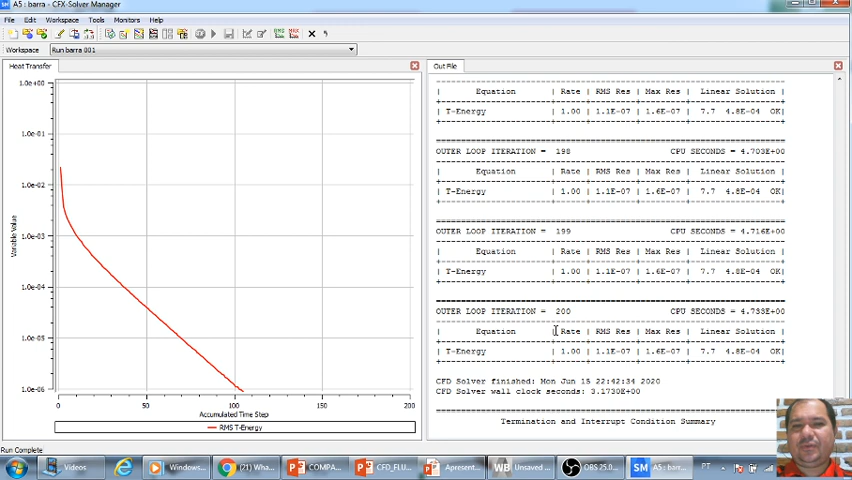 A5 : barra - CFX-Solver Manager
File Edit Workspace Tools Monitors Help
Workspace Run barra 001
Heat Transfer
1.0e+00
1.0e-01
1.0e-02
1.0e-03
1.0e-04
1.0e-05
1.0e-06
Variable Value
0 50 100 150 200
Accumulated Time Step
RMS T-Energy
Out File
| Equation | Rate | RMS Res | Max Res | Linear Solution |
| T-Energy | 1.00 | 1.1E-07 | 1.6E-07 | 7.7 4.8E-04 OK|
OUTER LOOP ITERATION = 198 CPU SECONDS = 4.703E+00
| Equation | Rate | RMS Res | Max Res | Linear Solution |
| T-Energy | 1.00 | 1.1E-07 | 1.6E-07 | 7.7 4.8E-04 OK|
OUTER LOOP ITERATION = 199 CPU SECONDS = 4.716E+00
| Equation | Rate | RMS Res | Max Res | Linear Solution |
| T-Energy | 1.00 | 1.1E-07 | 1.6E-07 | 7.7 4.8E-04 OK|
OUTER LOOP ITERATION = 200 CPU SECONDS = 4.733E+00
| Equation | Rate | RMS Res | Max Res | Linear Solution |
| T-Energy | 1.00 | 1.1E-07 | 1.6E-07 | 7.7 4.8E-04 OK|
CFD Solver finished: Mon Jun 15 22:42:34 2020
CFD Solver wall clock seconds: 3.1730E+00
Termination and Interrupt Condition Summary
Run Complete
Vídeos Windows... (21) Wha... COMPA... CFD_FLU... Apresent... WB Unsaved ... OBS 25.0... SM A5 : barr... PT